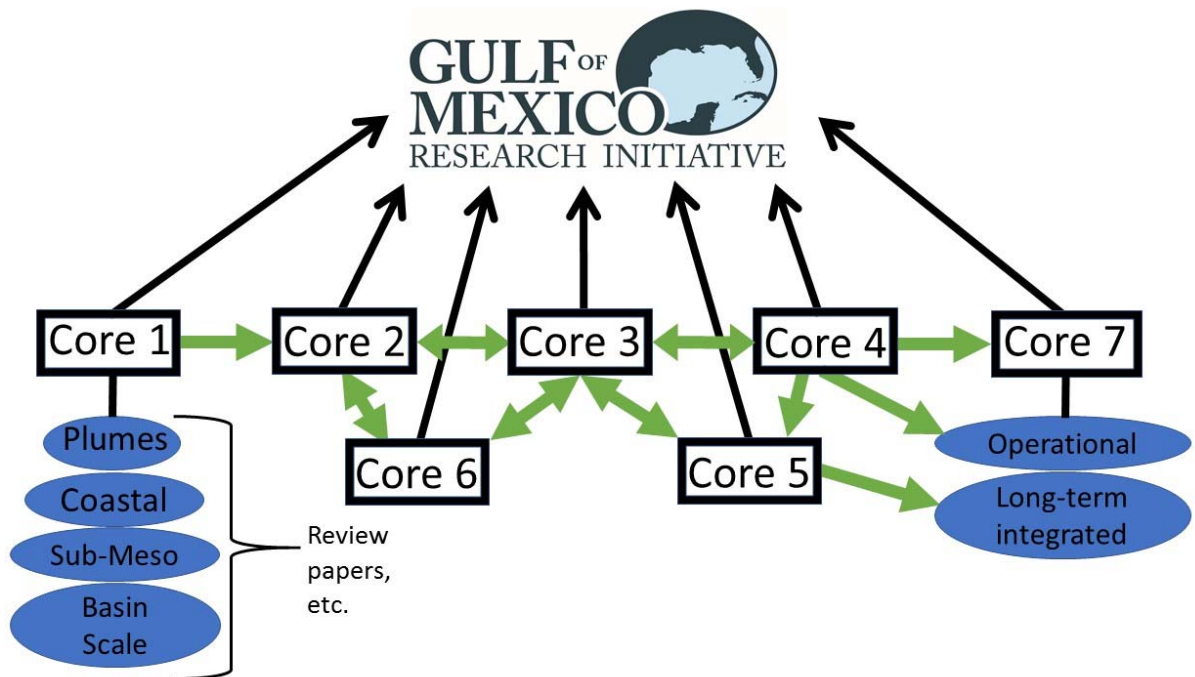 GULF OF
MEXICO
RESEARCH INITIATIVE
Core 1
Core 2
Core 3
Core 4
Core 7
Core 6
Core 5
Plumes
Coastal
Sub-Meso
Basin
Scale
Review
papers,
etc.
Operational
Long-term
integrated